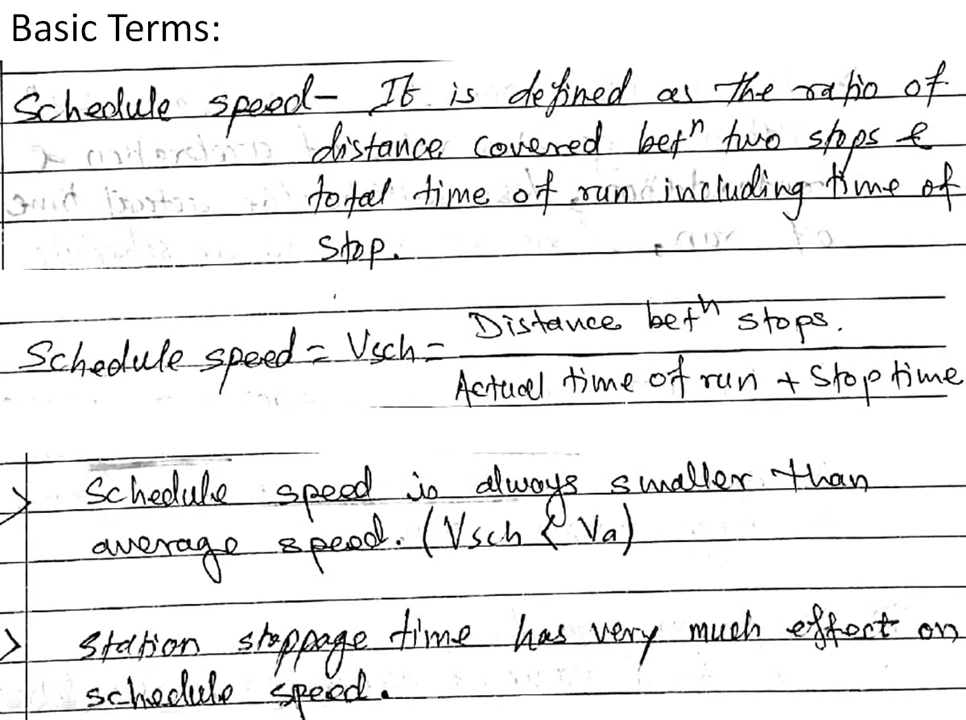 Basic Terms:
Schedule speed- It is defined as the ratio of
distance covered betⁿ two stops &
total time of run including time of
stop.
Schedule speed = Vsch = Distance betⁿ stops.
Actual time of run + Stop time
> Schedule speed is always smaller than
average speed. (Vsch < Va)
> Station stoppage time has very much effect on
schedule speed.